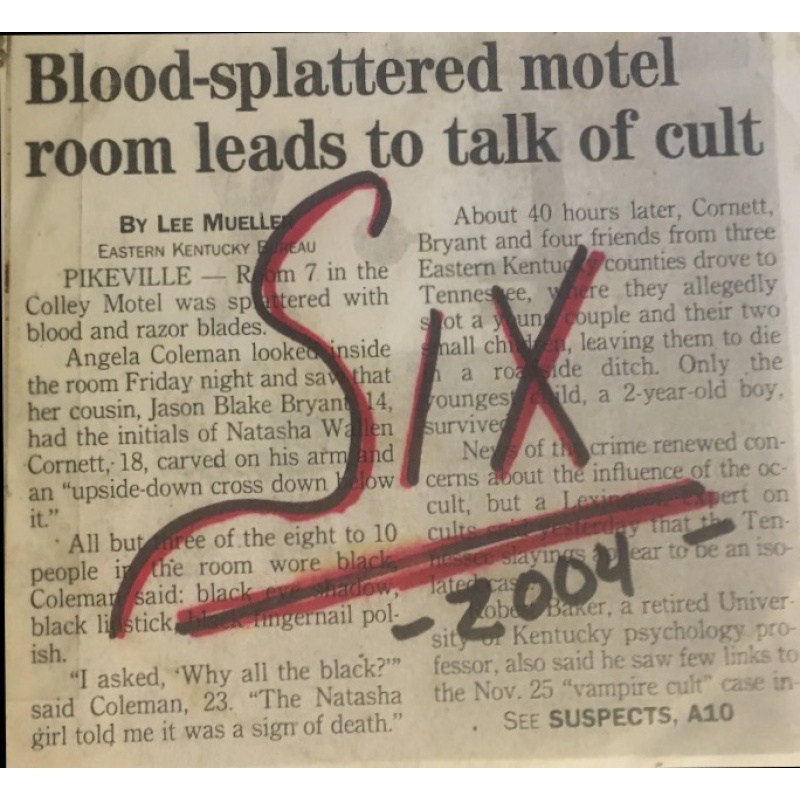 Blood-splattered motel
room leads to talk of cult
BY LEE MUELLER
EASTERN KENTUCKY BUREAU
PIKEVILLE — Room 7 in the
Colley Motel was splattered with
blood and razor blades.
Angela Coleman looked inside
the room Friday night and saw that
her cousin, Jason Blake Bryant, 14,
had the initials of Natasha Wallen
Cornett, 18, carved on his arm and
an “upside-down cross down below
it.”
All but three of the eight to 10
people in the room wore black,
Coleman said: black eye shadow,
black lipstick, black fingernail pol-
ish.
“I asked, ‘Why all the black?’”
said Coleman, 23. “The Natasha
girl told me it was a sign of death.”
About 40 hours later, Cornett,
Bryant and four friends from three
Eastern Kentucky counties drove to
Tennessee, where they allegedly
shot a young couple and their two
small children, leaving them to die
in a roadside ditch. Only the
youngest child, a 2-year-old boy,
survived.
News of the crime renewed con-
cerns about the influence of the oc-
cult, but a Lexington expert on
cults said yesterday that the Ten-
nessee slayings appear to be an iso-
lated case.
Robert Baker, a retired Univer-
sity of Kentucky psychology pro-
fessor, also said he saw few links to
the Nov. 25 “vampire cult” case in-
SEE SUSPECTS, A10
SIX
-2004-